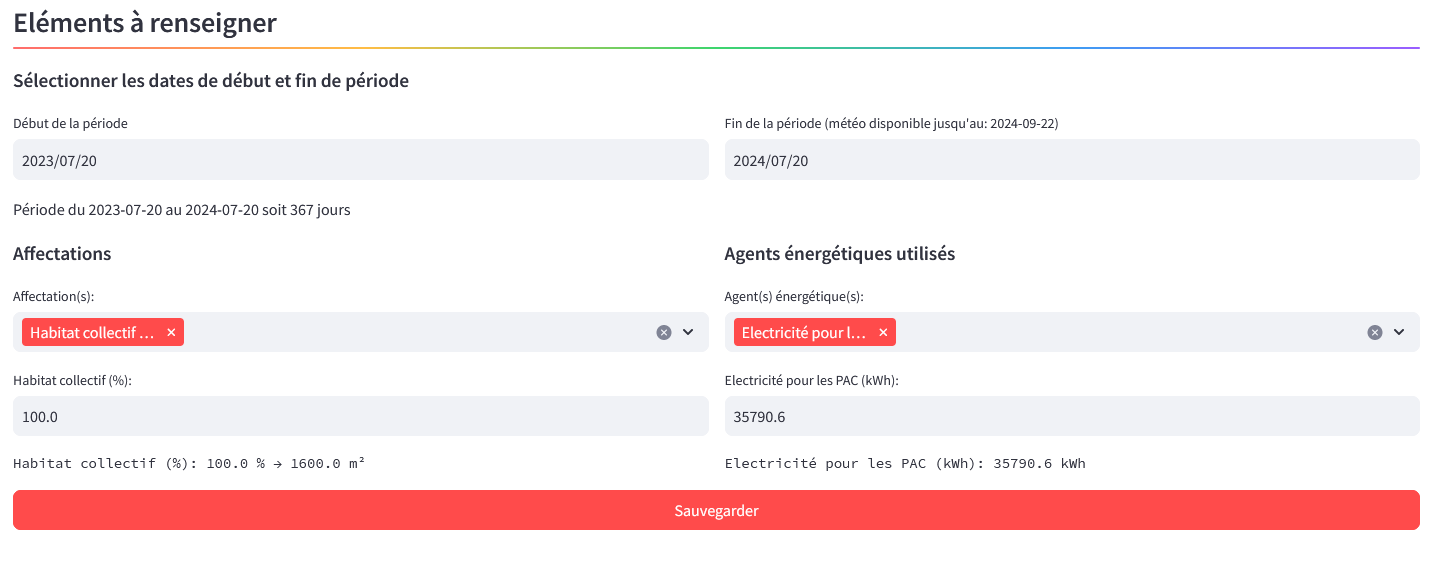 Eléments à renseigner
Sélectionner les dates de début et fin de période
Début de la période
Fin de la période (météo disponible jusqu'au: 2024-09-22)
2023/07/20
2024/07/20
Période du 2023-07-20 au 2024-07-20 soit 367 jours
Affectations
Agents énergétiques utilisés
Affectation(s):
Agent(s) énergétique(s):
Habitat collectif ...
Electricité pour l...
Habitat collectif (%):
Electricité pour les PAC (kWh):
100.0
35790.6
Habitat collectif (%): 100.0 % → 1600.0 m²
Electricité pour les PAC (kWh): 35790.6 kWh
Sauvegarder